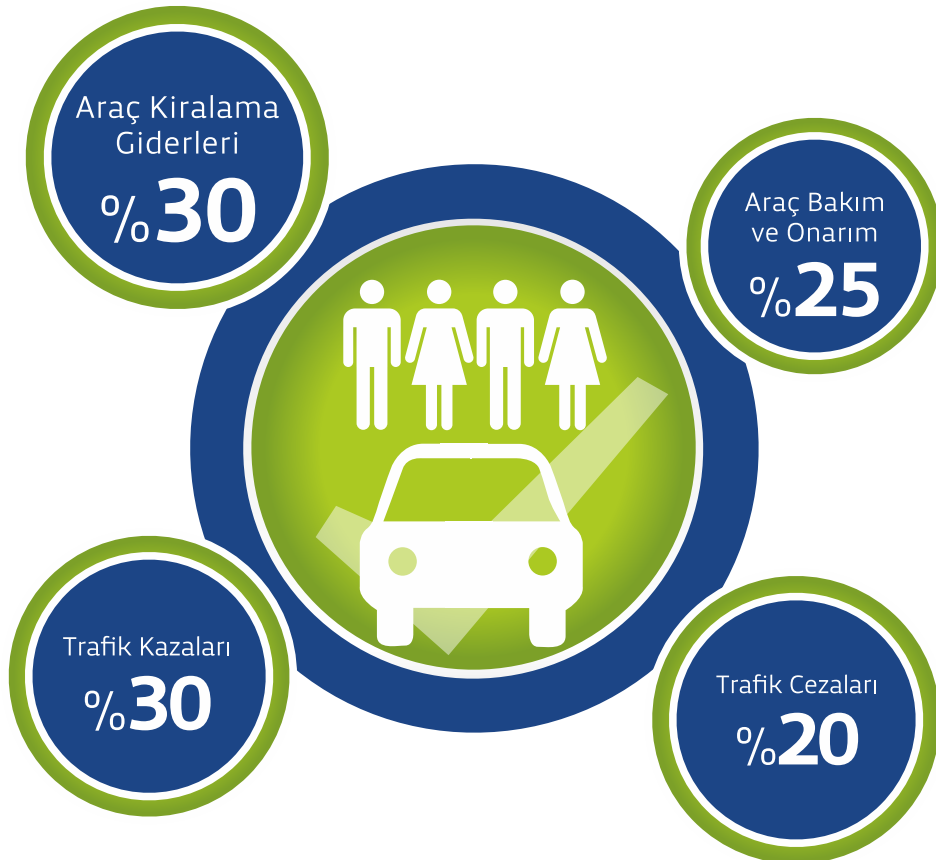 Araç Kiralama
Giderleri
%30
Araç Bakım
ve Onarım
%25
Trafik Kazaları
%30
Trafik Cezaları
%20